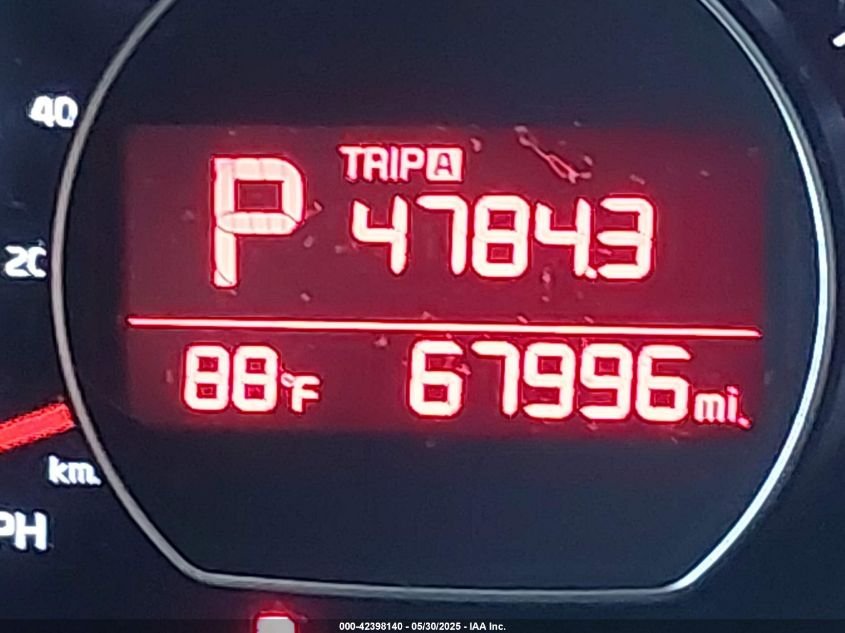 40
TRIP A
P 4784.3
20
88°F 67996 mi.
km.
PH
000-42398140 - 05/30/2025 - IAA Inc.